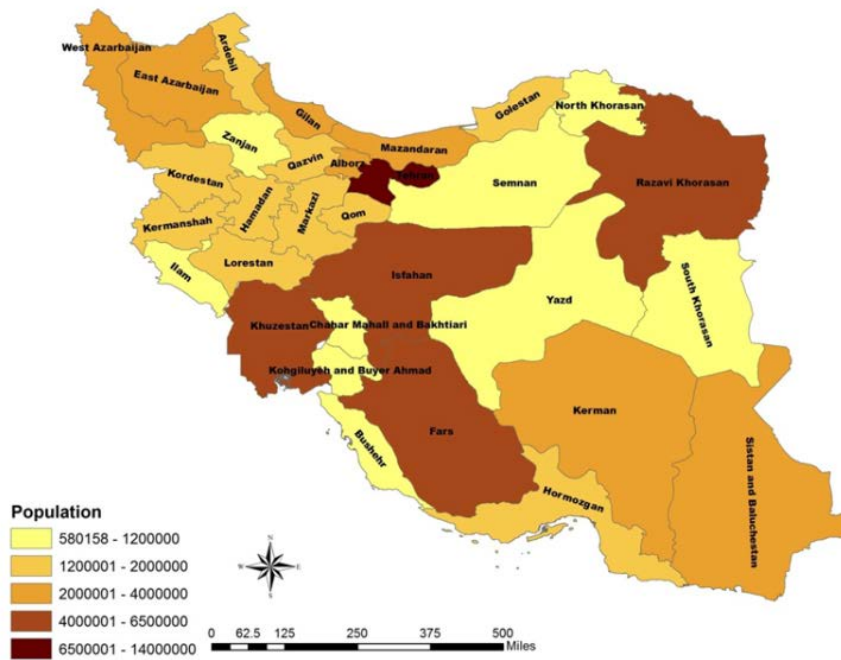 West Azarbaijan
Ardebil
East Azarbaijan
Gilan
Golestan
North Khorasan
Zanjan
Mazandaran
Qazvin
Alborz
Tehran
Kordestan
Semnan
Razavi Khorasan
Hamadan
Markazi
Qom
Kermanshah
Lorestan
Ilam
Isfahan
Yazd
South Khorasan
Khuzestan
Chahar Mahall and Bakhtiari
Kohgiluyeh and Buyer Ahmad
Kerman
Fars
Bushehr
Sistan and Baluchestan
Hormozgan
Population
580158 - 1200000
1200001 - 2000000
2000001 - 4000000
4000001 - 6500000
6500001 - 14000000
N
W E
S
0 62.5 125 250 375 500
Miles